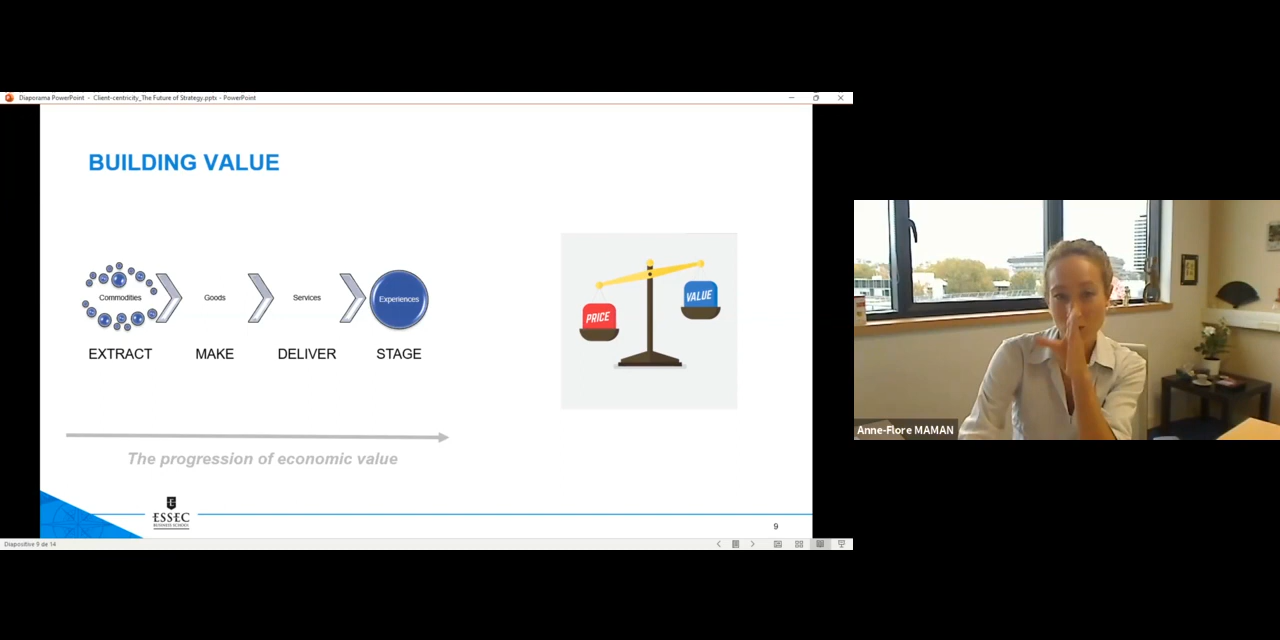 Diaporama PowerPoint - Client-centricity_The Future of Strategy.pptx - PowerPoint
BUILDING VALUE
Commodities
Goods
Services
Experiences
EXTRACT
MAKE
DELIVER
STAGE
PRICE
VALUE
The progression of economic value
ESSEC
BUSINESS SCHOOL
9
Diapositive 9 de 14
Anne-Flore MAMAN